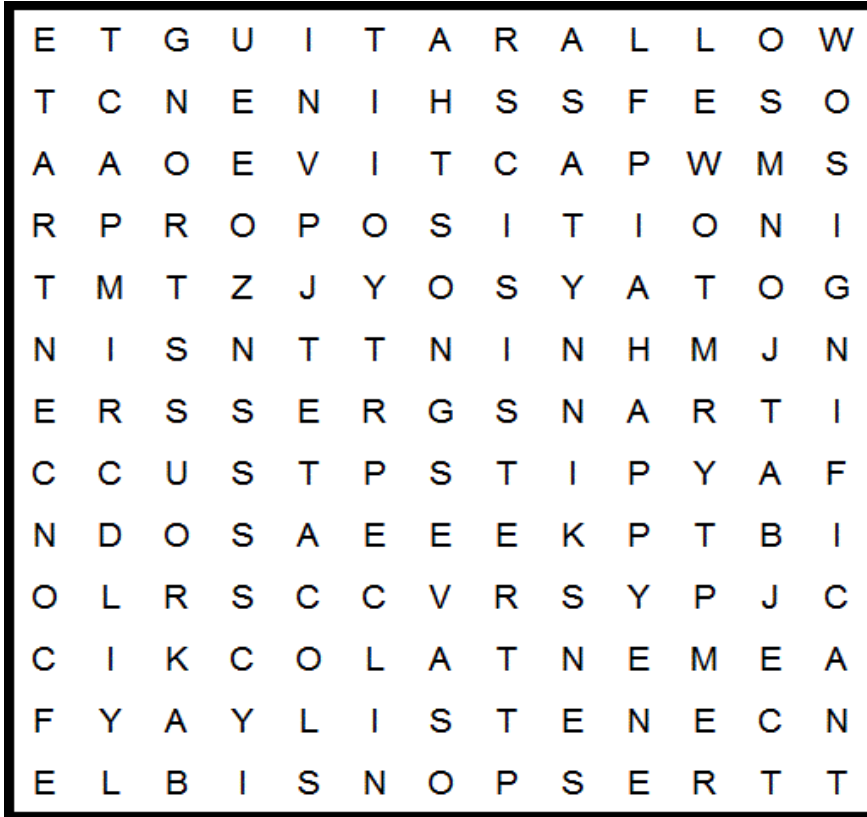 E T G U I T A R A L L O W
T C N E N I H S S F E S O
A A O E V I T C A P W M S
R P R O P O S I T I O N I
T M T Z J Y O S Y A T O G
N I S N T T N I N H M J N
E R S S E R G S N A R T I
C C U S T P S T I P Y A F
N D O S A E E E K P T B I
O L R S C C V R S Y P J C
C I K C O L A T N E M E A
F Y A Y L I S T E N E C N
E L B I S N O P S E R T T